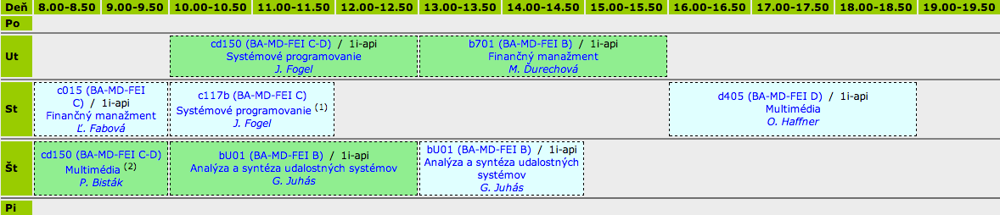 Deň 8.00-8.50 9.00-9.50 10.00-10.50 11.00-11.50 12.00-12.50 13.00-13.50 14.00-14.50 15.00-15.50 16.00-16.50 17.00-17.50 18.00-18.50 19.00-19.50
Po
Ut
cd150 (BA-MD-FEI C-D) / 1i-api
Systémové programovanie
J. Fogel
b701 (BA-MD-FEI B) / 1i-api
Finančný manažment
M. Ďurechová
St
c015 (BA-MD-FEI
C) / 1i-api
Finančný manažment
Ľ. Fabová
c117b (BA-MD-FEI C)
Systémové programovanie (1)
J. Fogel
d405 (BA-MD-FEI D) / 1i-api
Multimédia
O. Haffner
Št
cd150 (BA-MD-FEI C-D)
Multimédia (2)
P. Bisták
bU01 (BA-MD-FEI B) / 1i-api
Analýza a syntéza udalostných systémov
G. Juhás
bU01 (BA-MD-FEI B) / 1i-api
Analýza a syntéza udalostných
systémov
G. Juhás
Pi